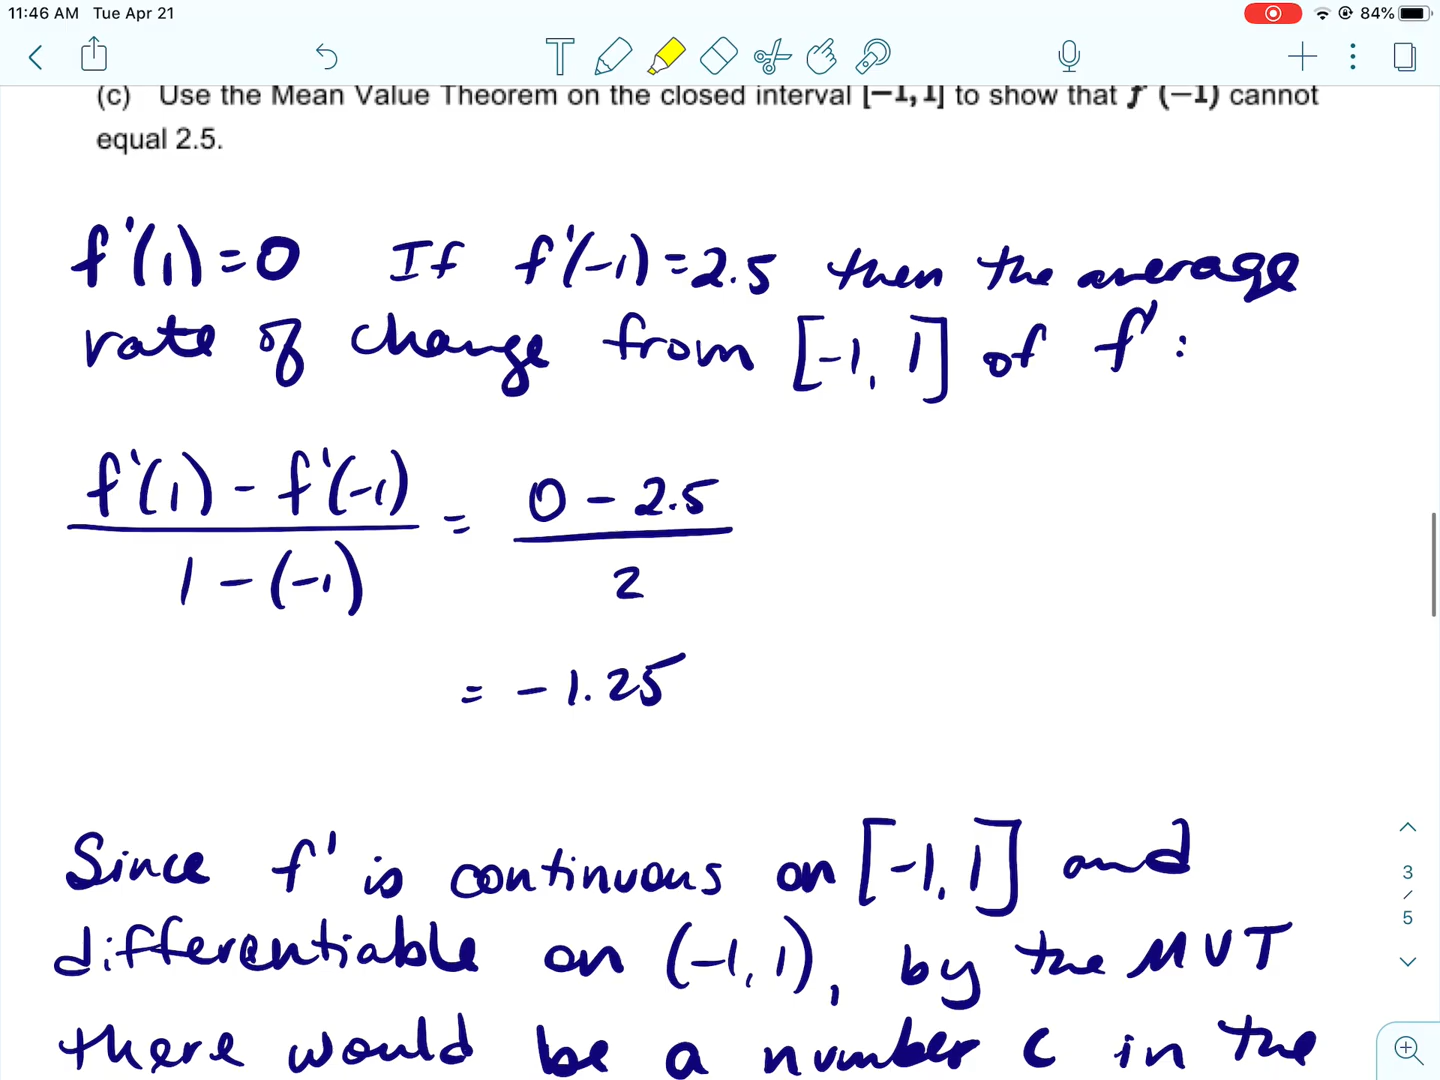 11:46 AM Tue Apr 21
84%
T
(c) Use the Mean Value Theorem on the closed interval [−1, 1] to show that f′(−1) cannot
equal 2.5.
f'(1) = 0 If f'(-1) = 2.5 then the average
rate of change from [-1, 1] of f':
f'(1) - f'(-1) / 1 - (-1) = 0 - 2.5 / 2
= -1.25
Since f' is continuous on [-1, 1] and
differentiable on (-1, 1), by the MVT
there would be a number c in the
3
/
5